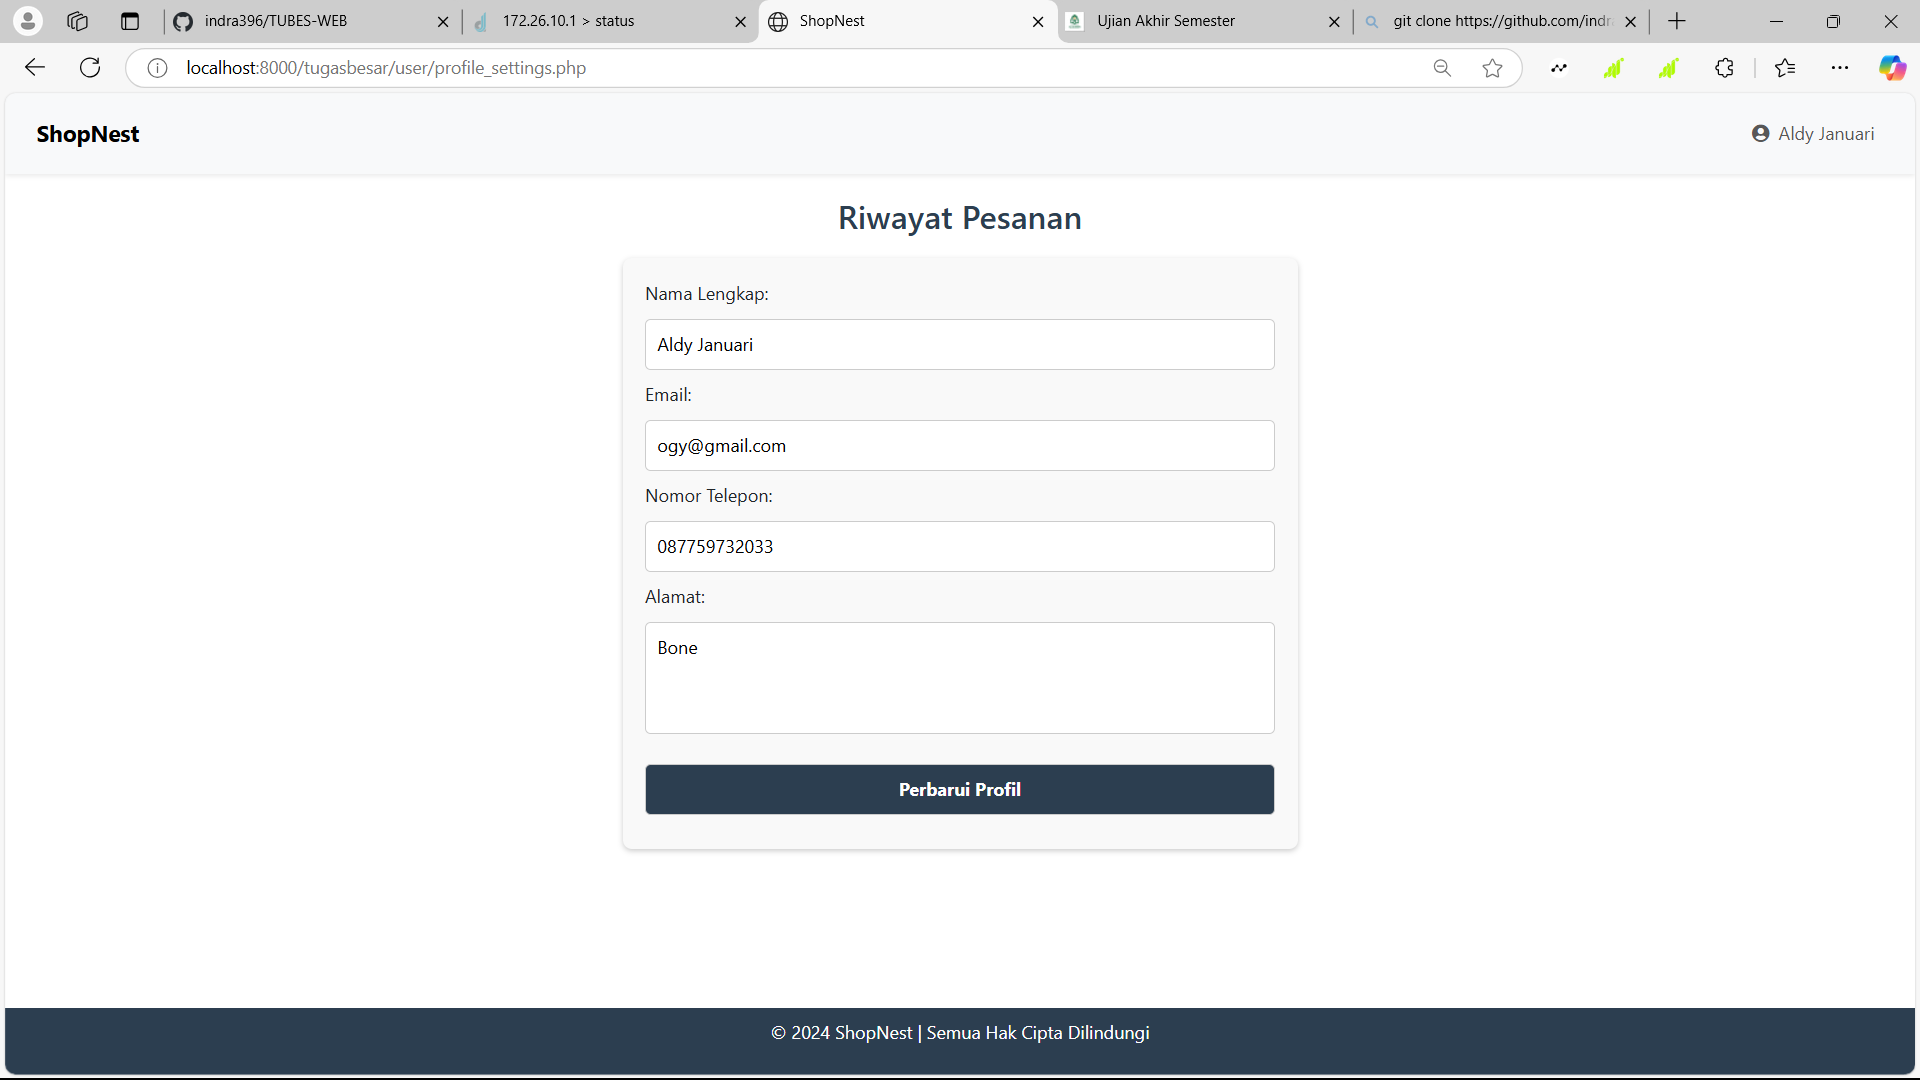 indra396/TUBES-WEB
172.26.10.1 > status
ShopNest
Ujian Akhir Semester
git clone https://github.com/indr
localhost:8000/tugasbesar/user/profile_settings.php
ShopNest
Aldy Januari
Riwayat Pesanan
Nama Lengkap:
Aldy Januari
Email:
ogy@gmail.com
Nomor Telepon:
087759732033
Alamat:
Bone
Perbarui Profil
© 2024 ShopNest | Semua Hak Cipta Dilindungi